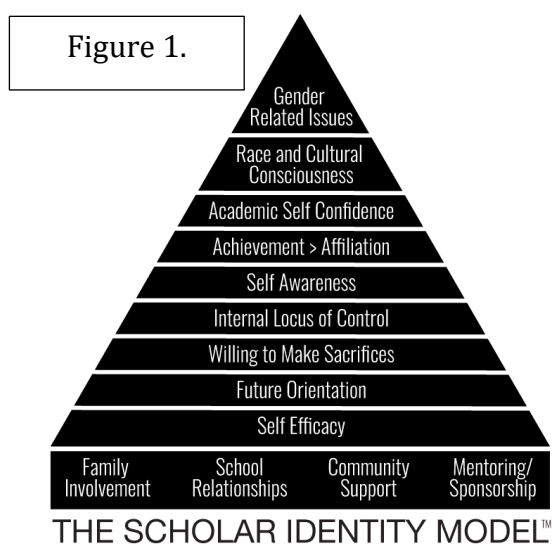 Figure 1.
Gender
Related Issues
Race and Cultural
Consciousness
Academic Self Confidence
Achievement > Affiliation
Self Awareness
Internal Locus of Control
Willing to Make Sacrifices
Future Orientation
Self Efficacy
Family
Involvement
School
Relationships
Community
Support
Mentoring/
Sponsorship
THE SCHOLAR IDENTITY MODEL™